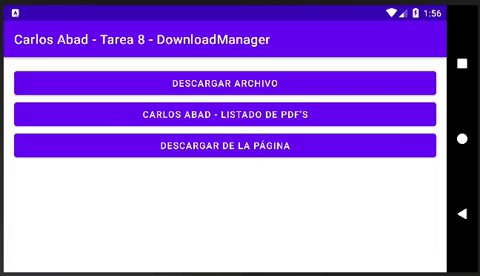 1:56
Carlos Abad - Tarea 8 - DownloadManager
DESCARGAR ARCHIVO
CARLOS ABAD - LISTADO DE PDF'S
DESCARGAR DE LA PÁGINA